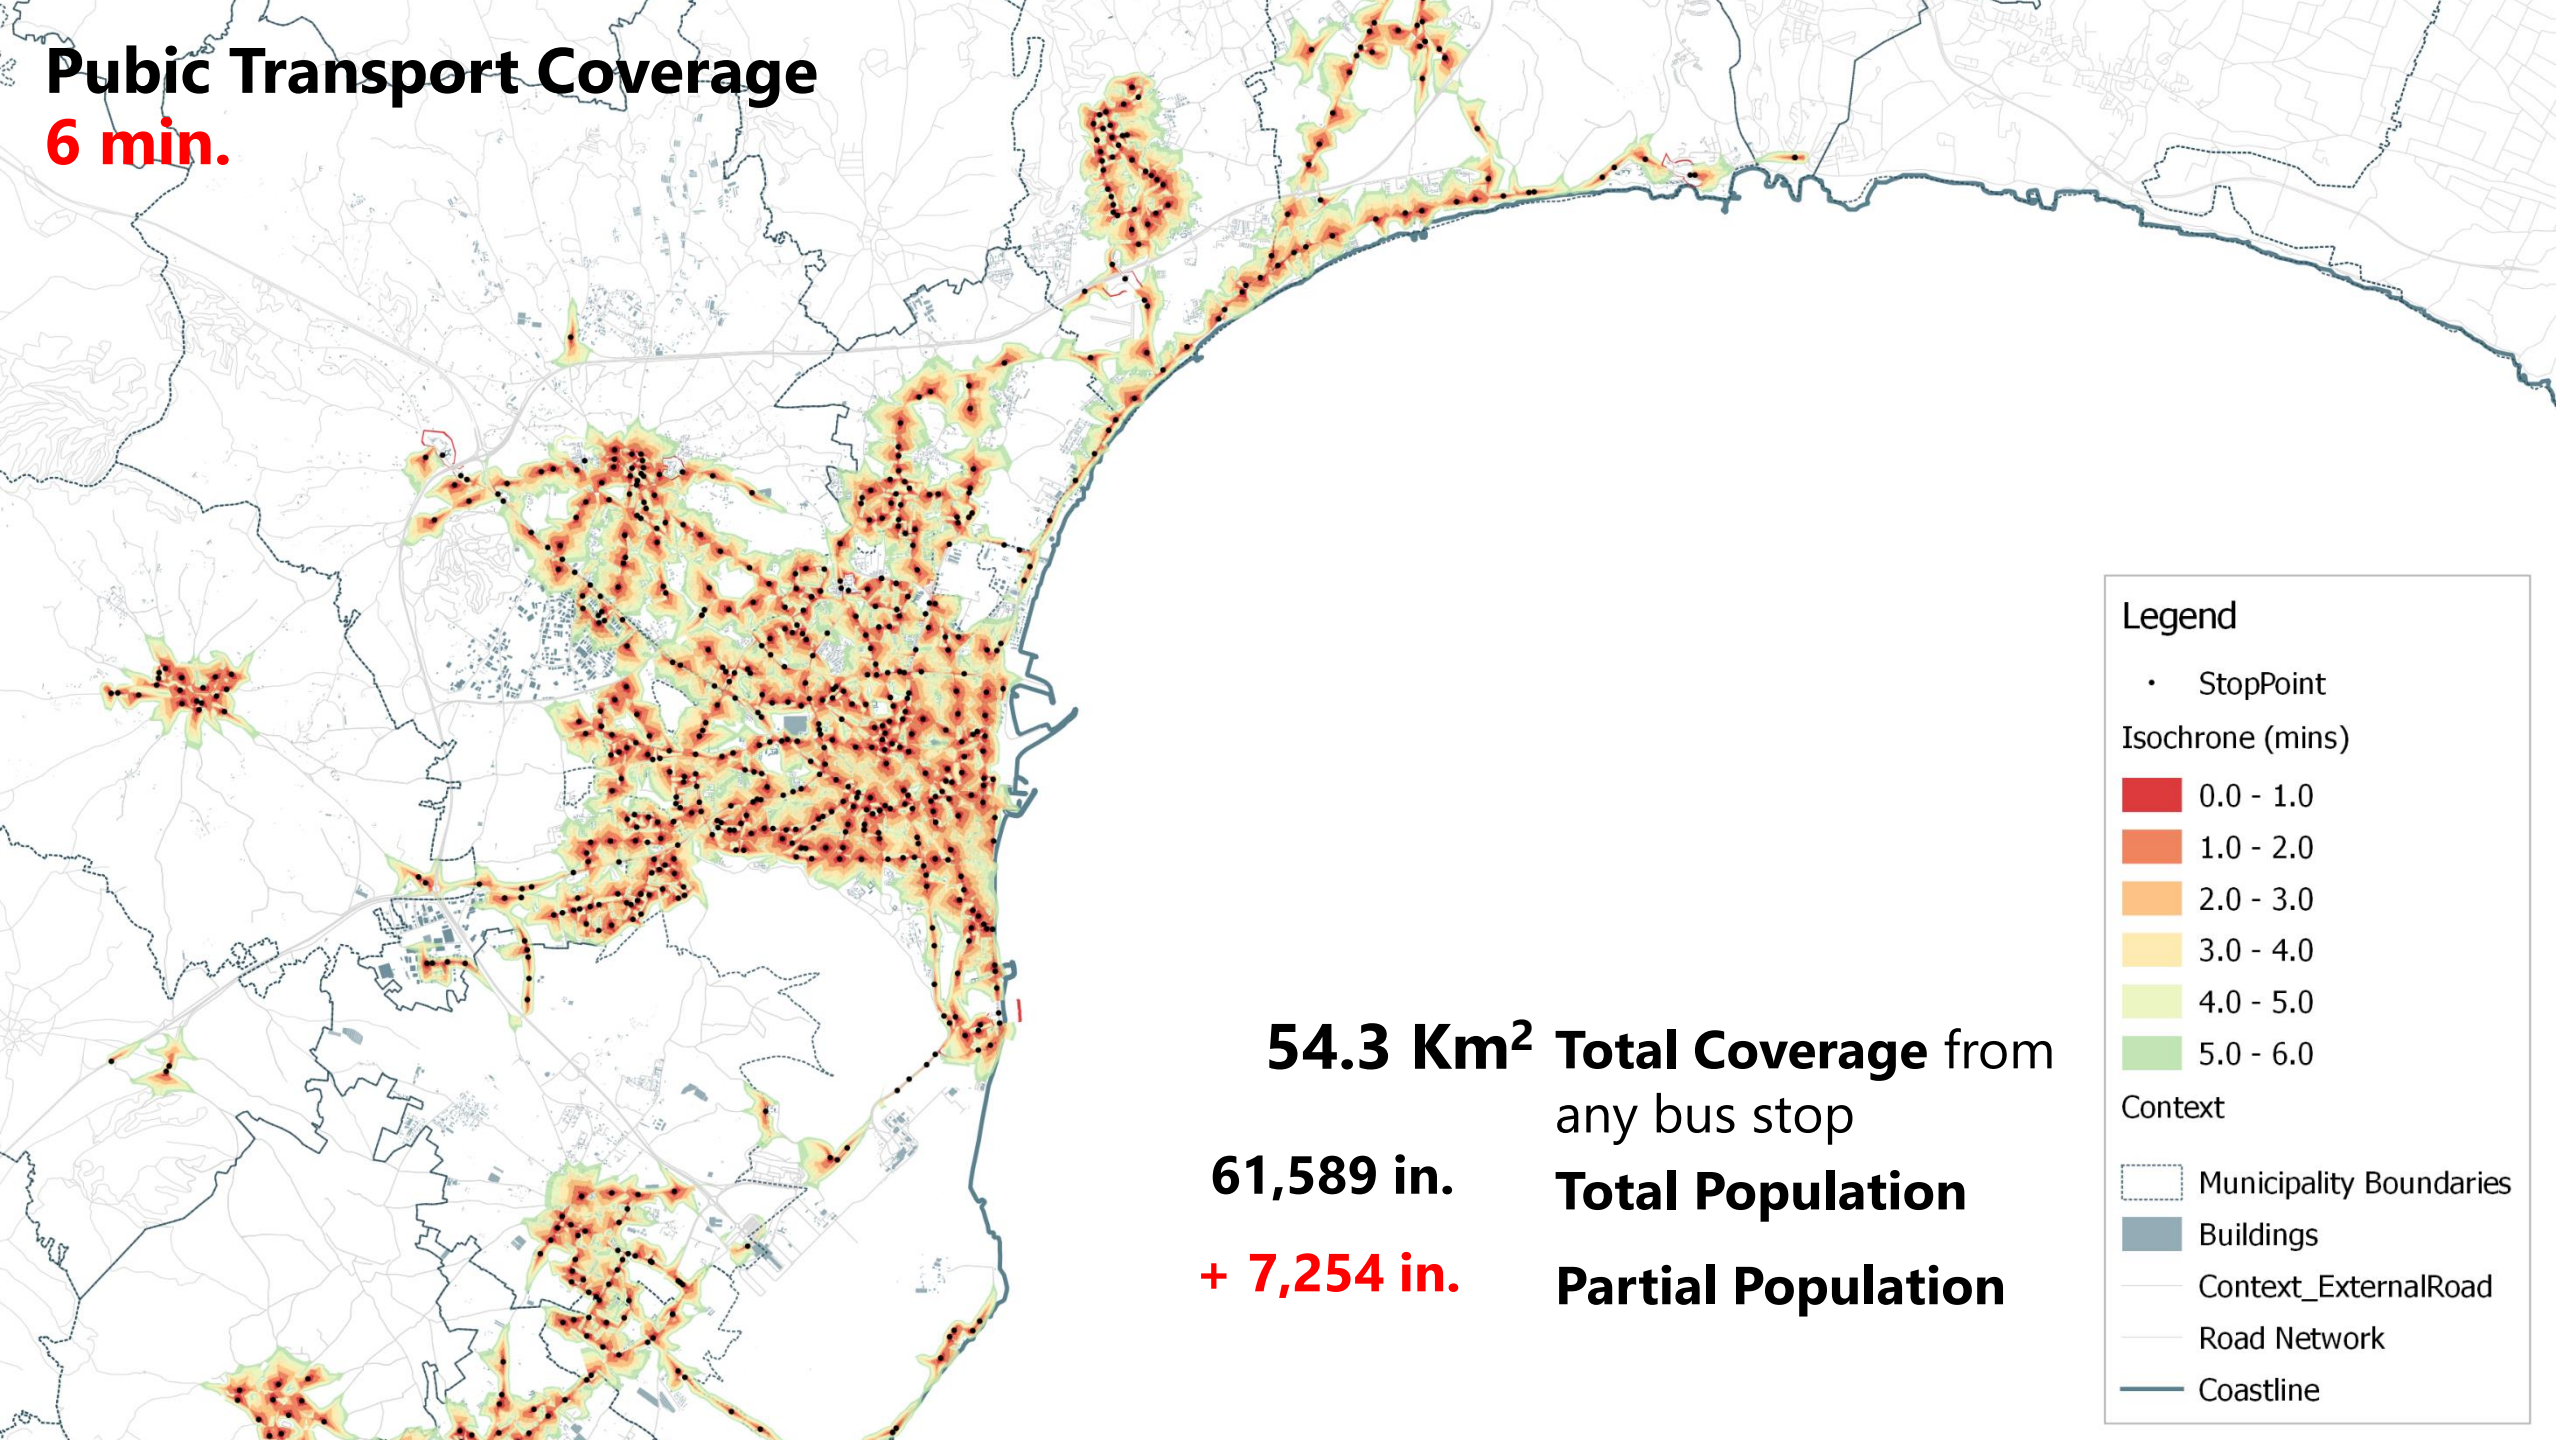 Pubic Transport Coverage
6 min.
54.3 Km² Total Coverage from
any bus stop
61,589 in. Total Population
+ 7,254 in. Partial Population
Legend
StopPoint
Isochrone (mins)
0.0 - 1.0
1.0 - 2.0
2.0 - 3.0
3.0 - 4.0
4.0 - 5.0
5.0 - 6.0
Context
Municipality Boundaries
Buildings
Context_ExternalRoad
Road Network
Coastline